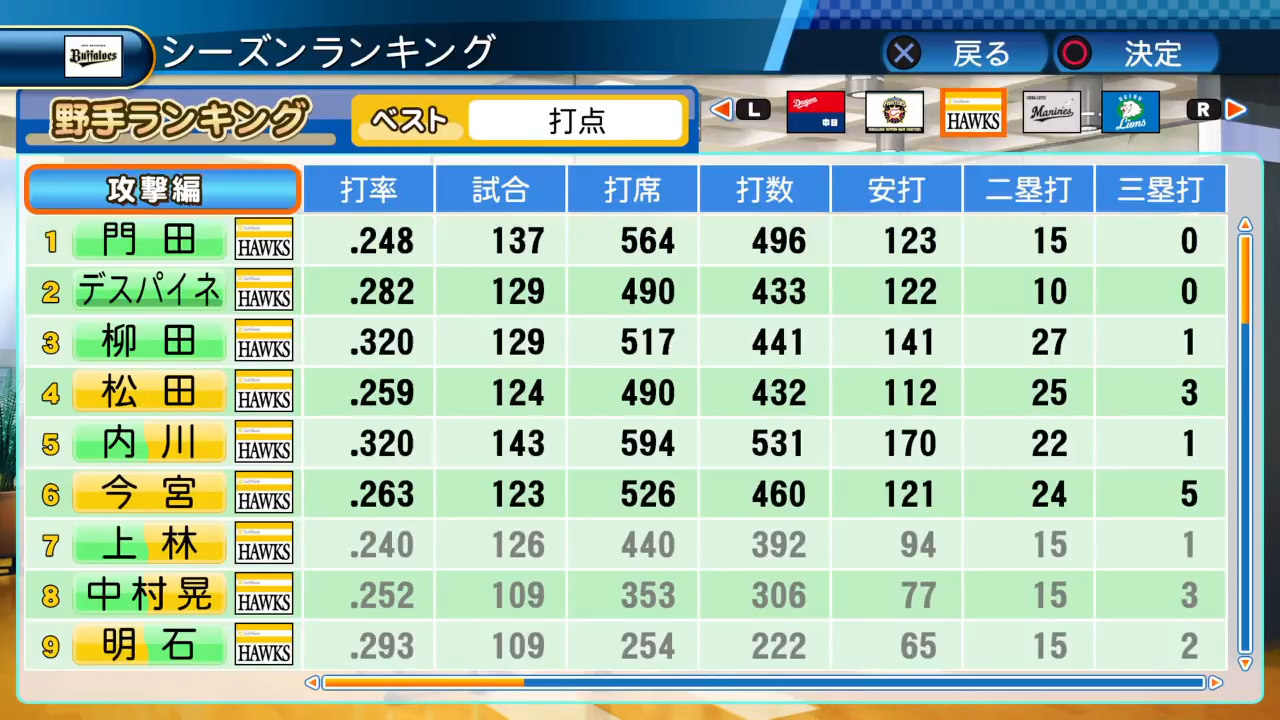 Buffaloes シーズンランキング × 戻る ○ 決定
野手ランキング ベスト 打点 L Dragons 中日 FIGHTERS HAWKS Marines Lions R
攻撃編 打率 試合 打席 打数 安打 二塁打 三塁打
1 門田 HAWKS .248 137 564 496 123 15 0
2 デスパイネ HAWKS .282 129 490 433 122 10 0
3 柳田 HAWKS .320 129 517 441 141 27 1
4 松田 HAWKS .259 124 490 432 112 25 3
5 内川 HAWKS .320 143 594 531 170 22 1
6 今宮 HAWKS .263 123 526 460 121 24 5
7 上林 HAWKS .240 126 440 392 94 15 1
8 中村晃 HAWKS .252 109 353 306 77 15 3
9 明石 HAWKS .293 109 254 222 65 15 2